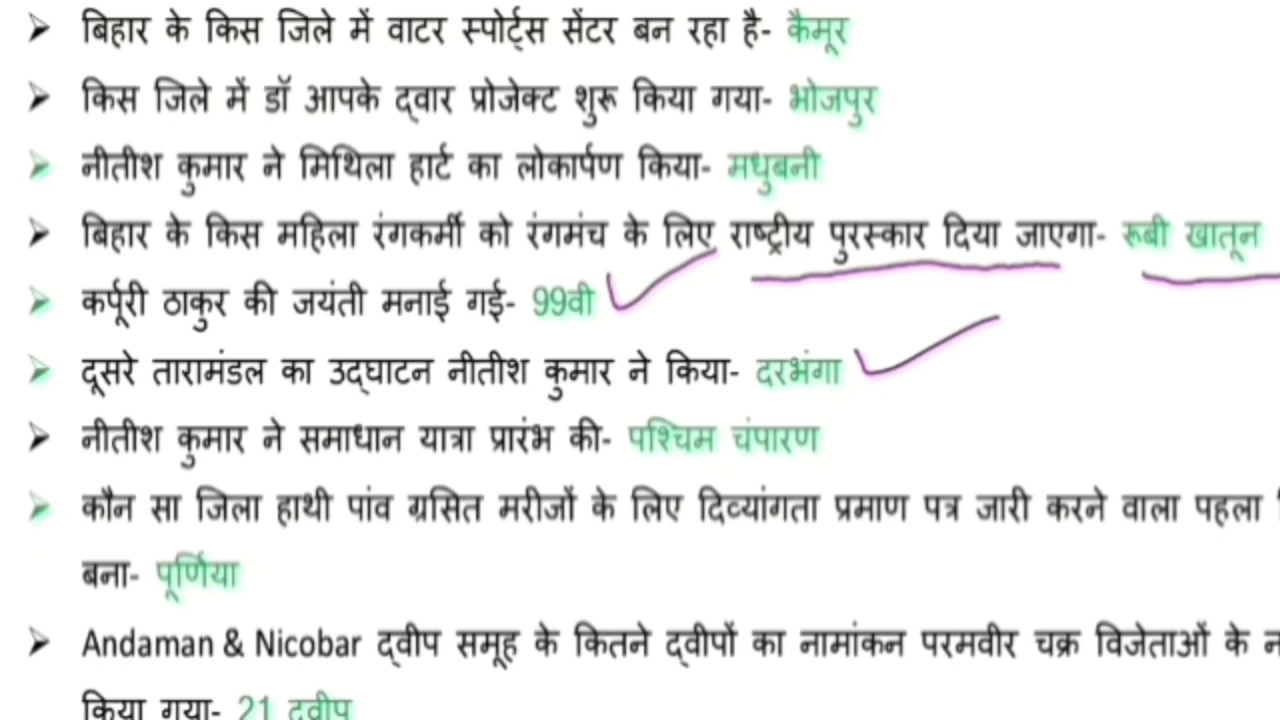 बिहार के किस जिले में वाटर स्पोर्ट्स सेंटर बन रहा है- कैमूर
किस जिले में डॉ आपके द्वार प्रोजेक्ट शुरू किया गया- भोजपुर
नीतीश कुमार ने मिथिला हार्ट का लोकार्पण किया- मधुबनी
बिहार के किस महिला रंगकर्मी को रंगमंच के लिए राष्ट्रीय पुरस्कार दिया जाएगा- रूबी खातून
कर्पूरी ठाकुर की जयंती मनाई गई- 99वी
दूसरे तारामंडल का उद्घाटन नीतीश कुमार ने किया- दरभंगा
नीतीश कुमार ने समाधान यात्रा प्रारंभ की- पश्चिम चंपारण
कौन सा जिला हाथी पांव ग्रसित मरीजों के लिए दिव्यांगता प्रमाण पत्र जारी करने वाला पहला
बना- पूर्णिया
Andaman & Nicobar द्वीप समूह के कितने द्वीपों का नामांकन परमवीर चक्र विजेताओं के
किया गया- 21 द्वीप